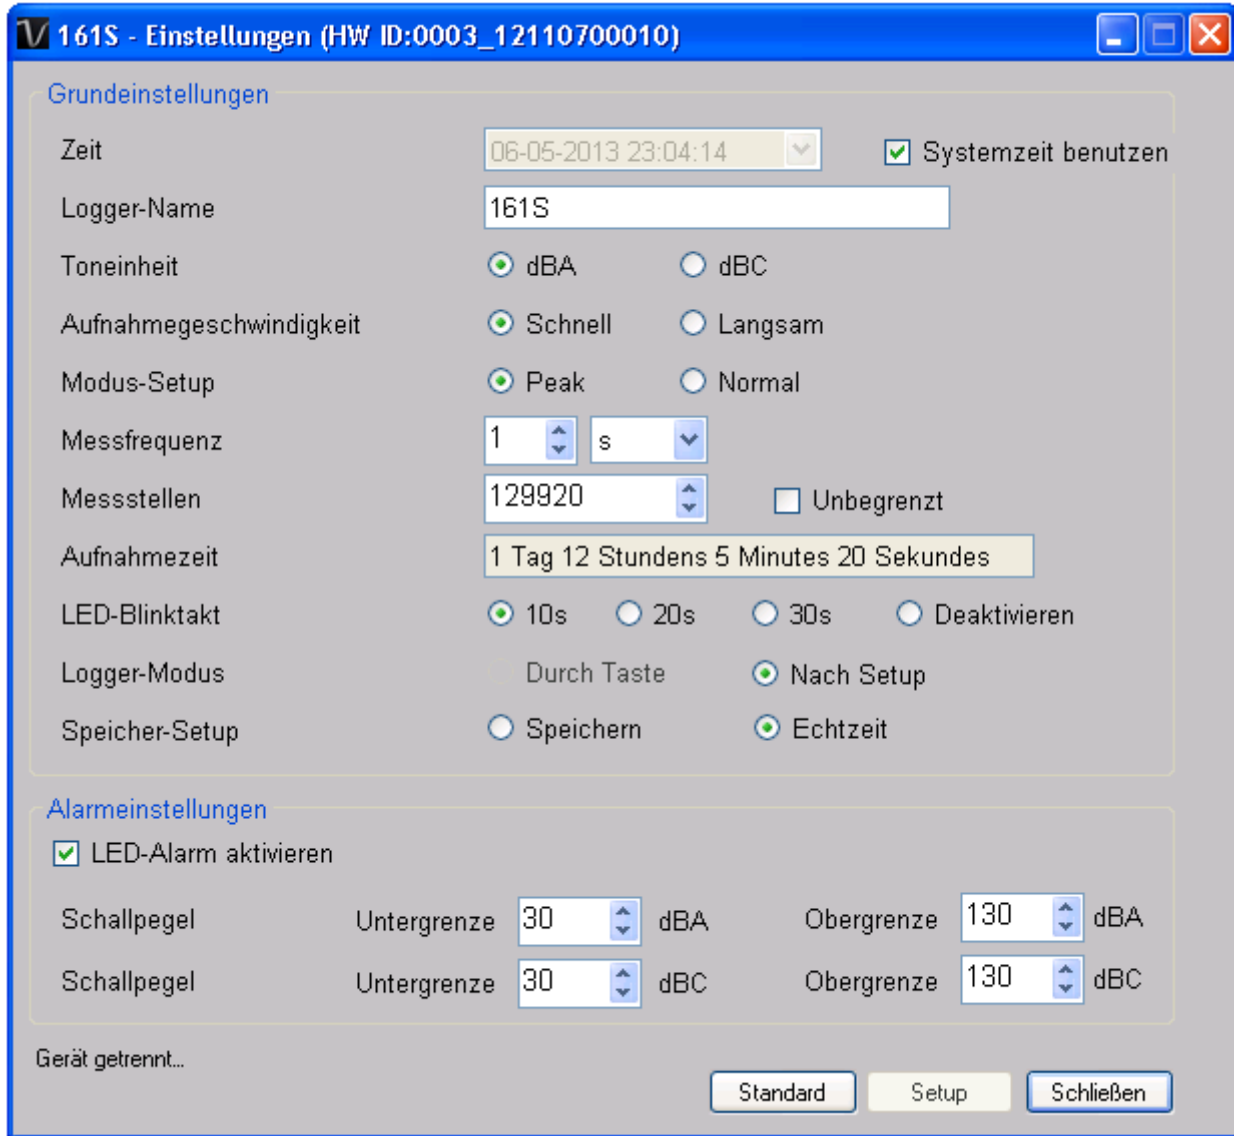 161S - Einstellungen (HW ID:0003_12110700010)
Grundeinstellungen
Zeit 06-05-2013 23:04:14 Systemzeit benutzen
Logger-Name 161S
Toneinheit dBA dBC
Aufnahmegeschwindigkeit Schnell Langsam
Modus-Setup Peak Normal
Messfrequenz 1 s
Messstellen 129920 Unbegrenzt
Aufnahmezeit 1 Tag 12 Stundens 5 Minutes 20 Sekundes
LED-Blinktakt 10s 20s 30s Deaktivieren
Logger-Modus Durch Taste Nach Setup
Speicher-Setup Speichern Echtzeit
Alarmeinstellungen
LED-Alarm aktivieren
Schallpegel Untergrenze 30 dBA Obergrenze 130 dBA
Schallpegel Untergrenze 30 dBC Obergrenze 130 dBC
Gerät getrennt...
Standard Setup Schließen